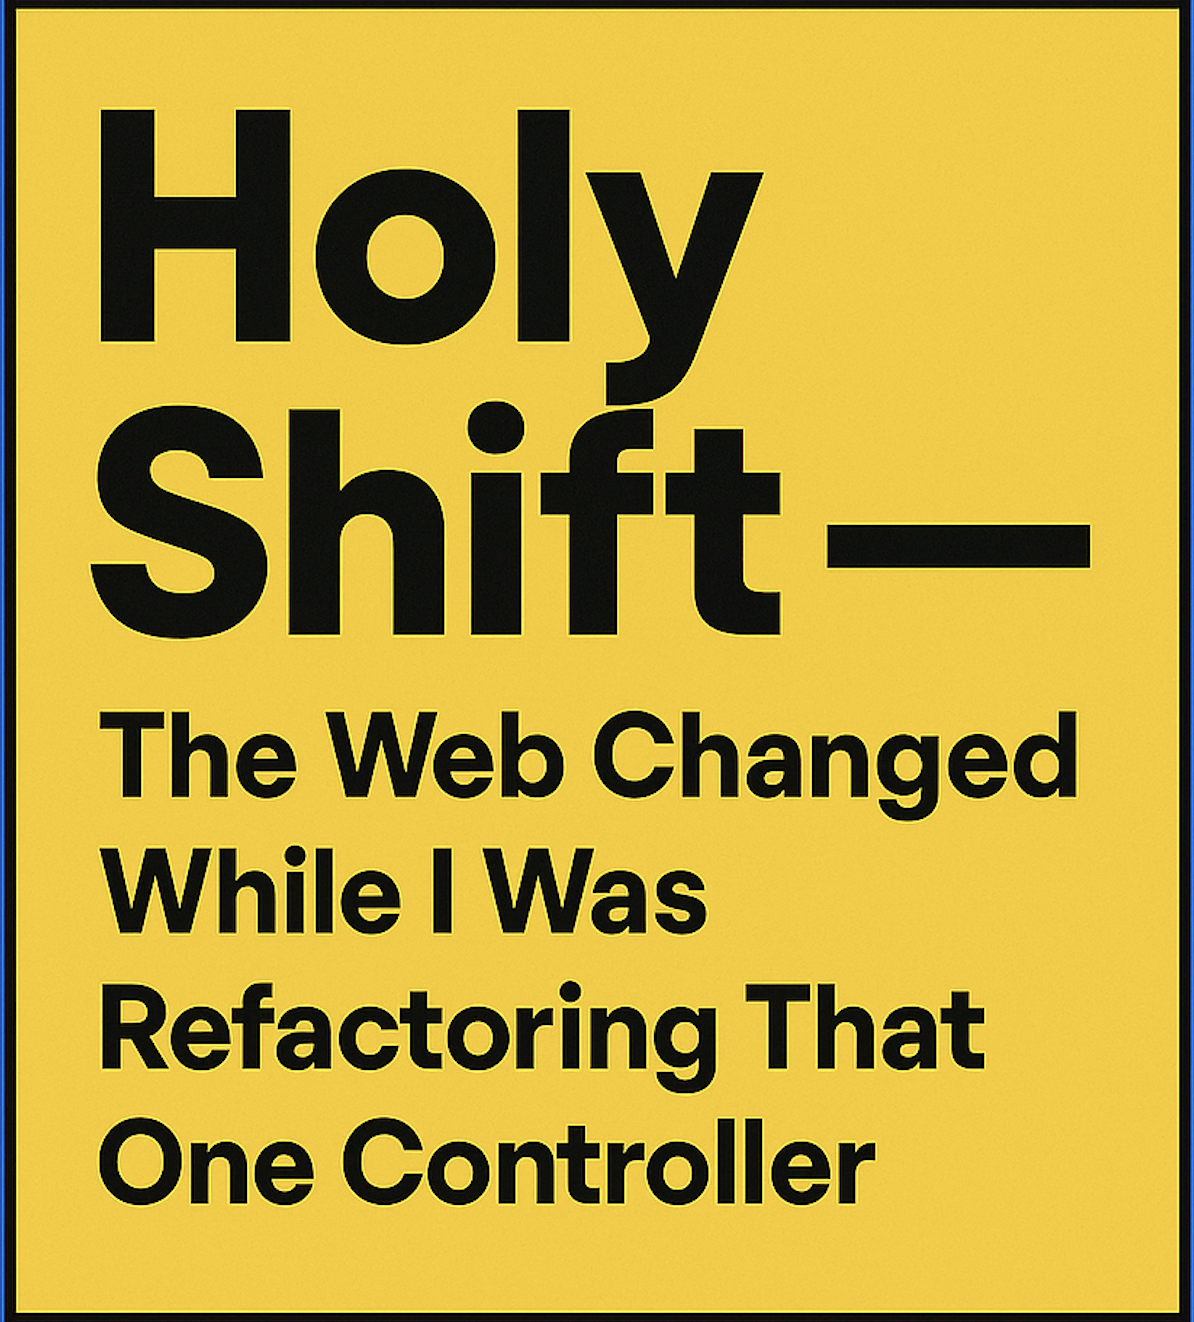 Holy
Shift —
The Web Changed
While I Was
Refactoring That
One Controller